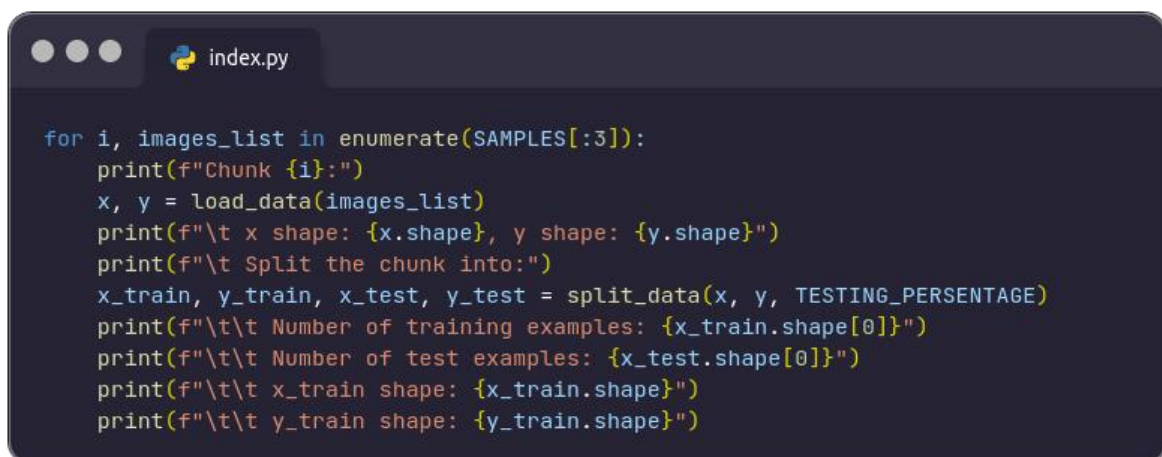 index.py
for i, images_list in enumerate(SAMPLES[:3]):
    print(f"Chunk {i}:")
    x, y = load_data(images_list)
    print(f"\t x shape: {x.shape}, y shape: {y.shape}")
    print(f"\t Split the chunk into:")
    x_train, y_train, x_test, y_test = split_data(x, y, TESTING_PERSENTAGE)
    print(f"\t\t Number of training examples: {x_train.shape[0]}")
    print(f"\t\t Number of test examples: {x_test.shape[0]}")
    print(f"\t\t x_train shape: {x_train.shape}")
    print(f"\t\t y_train shape: {y_train.shape}")